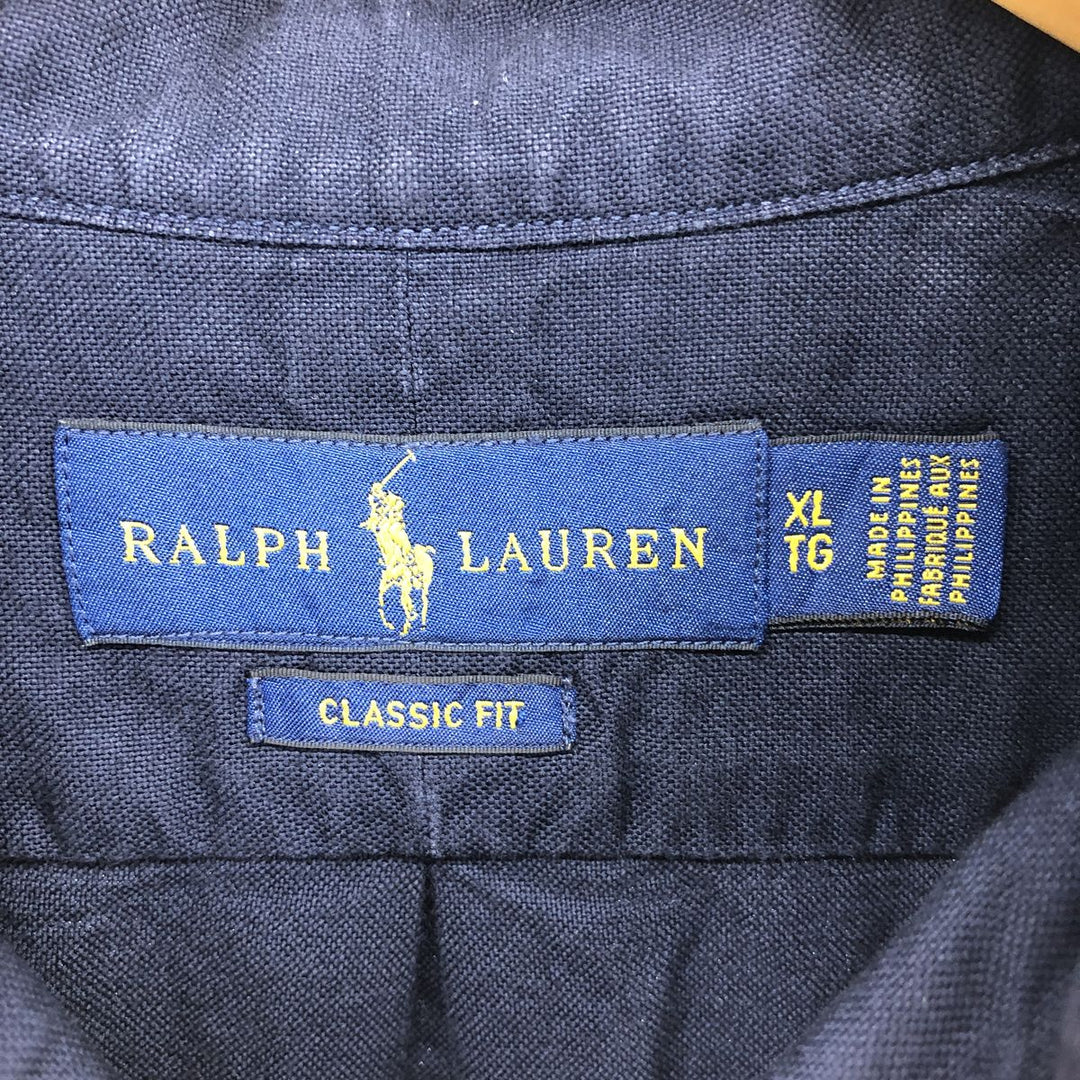 RALPH LAUREN
XL
TG
MADE IN
PHILIPPINES
FABRIQUÉ AUX
PHILIPPINES
CLASSIC FIT